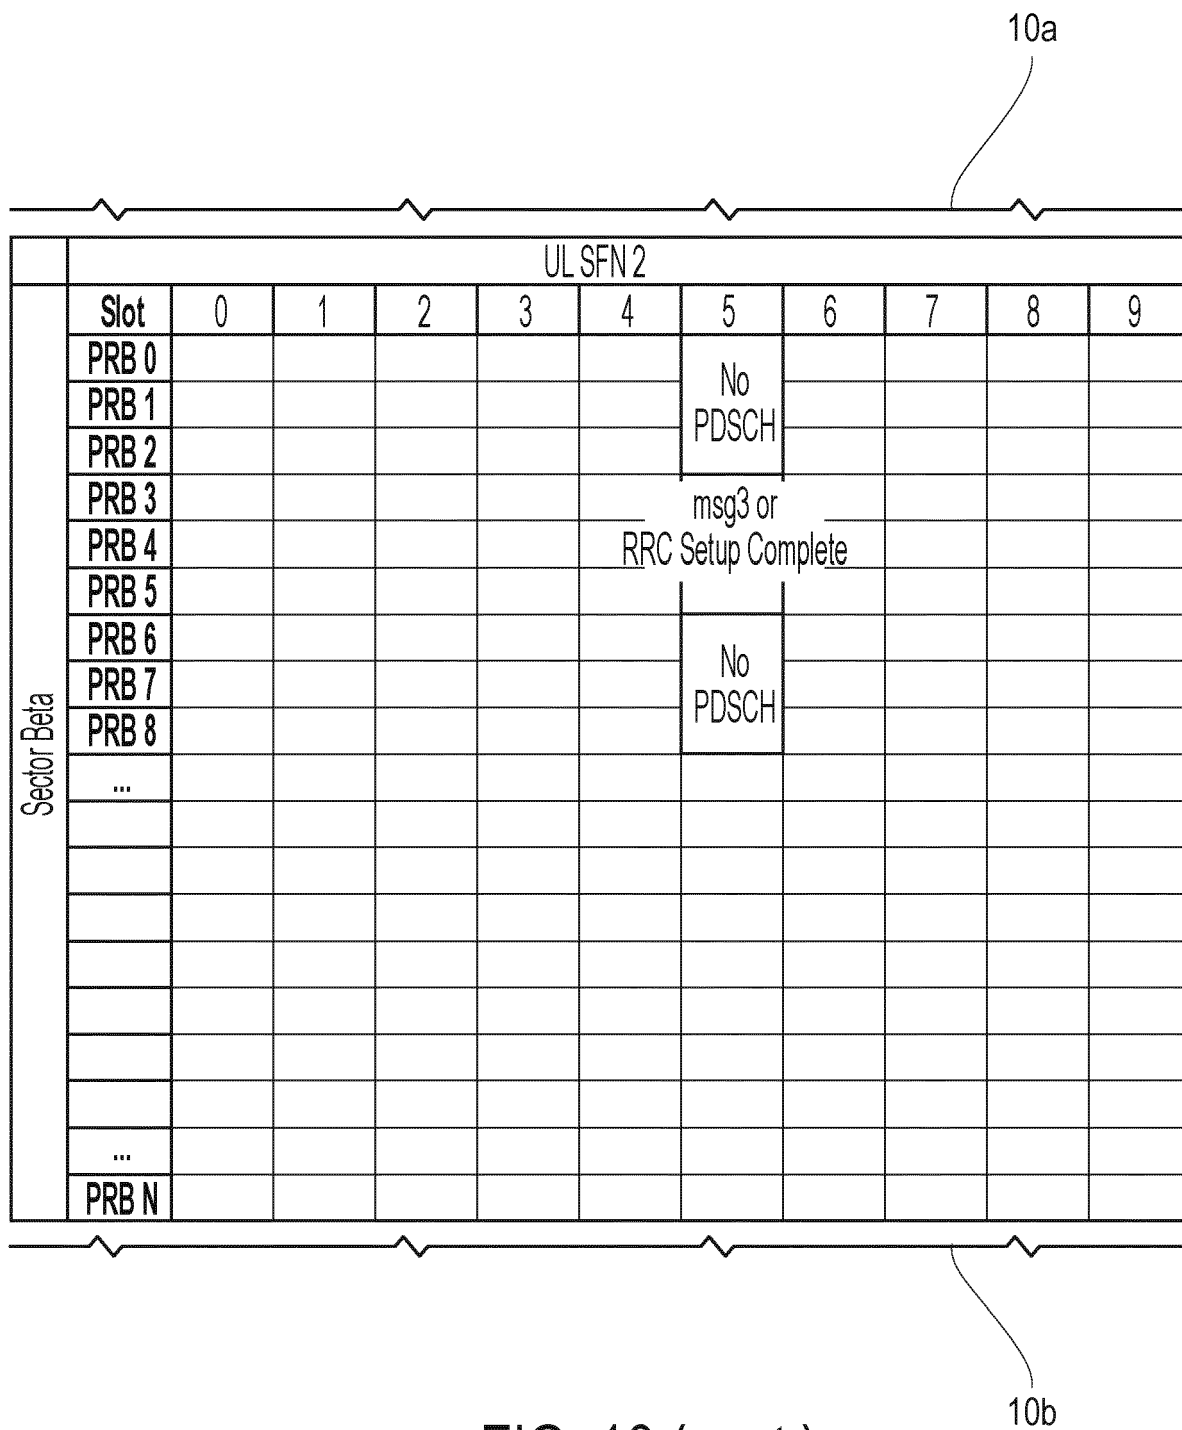 10a
UL SFN 2
Slot 0 1 2 3 4 5 6 7 8 9
PRB 0
PRB 1
PRB 2
No
PDSCH
PRB 3
PRB 4
PRB 5
msg3 or
RRC Setup Complete
PRB 6
PRB 7
PRB 8
No
PDSCH
Sector Beta
...
...
PRB N
10b